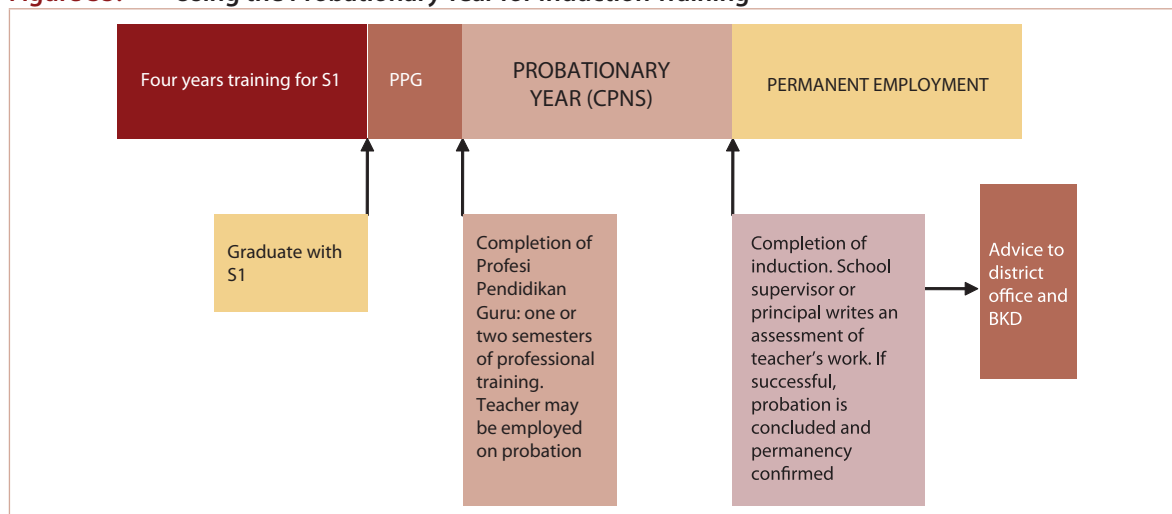 Four years training for S1
PPG
PROBATIONARY
YEAR (CPNS)
PERMANENT EMPLOYMENT
Graduate with
S1
Completion of
Profesi
Pendidikan
Guru: one or
two semesters
of professional
training.
Teacher may
be employed
on probation
Completion of
induction. School
supervisor or
principal writes an
assessment of
teacher’s work. If
successful,
probation is
concluded and
permanency
confirmed
Advice to
district
office and
BKD